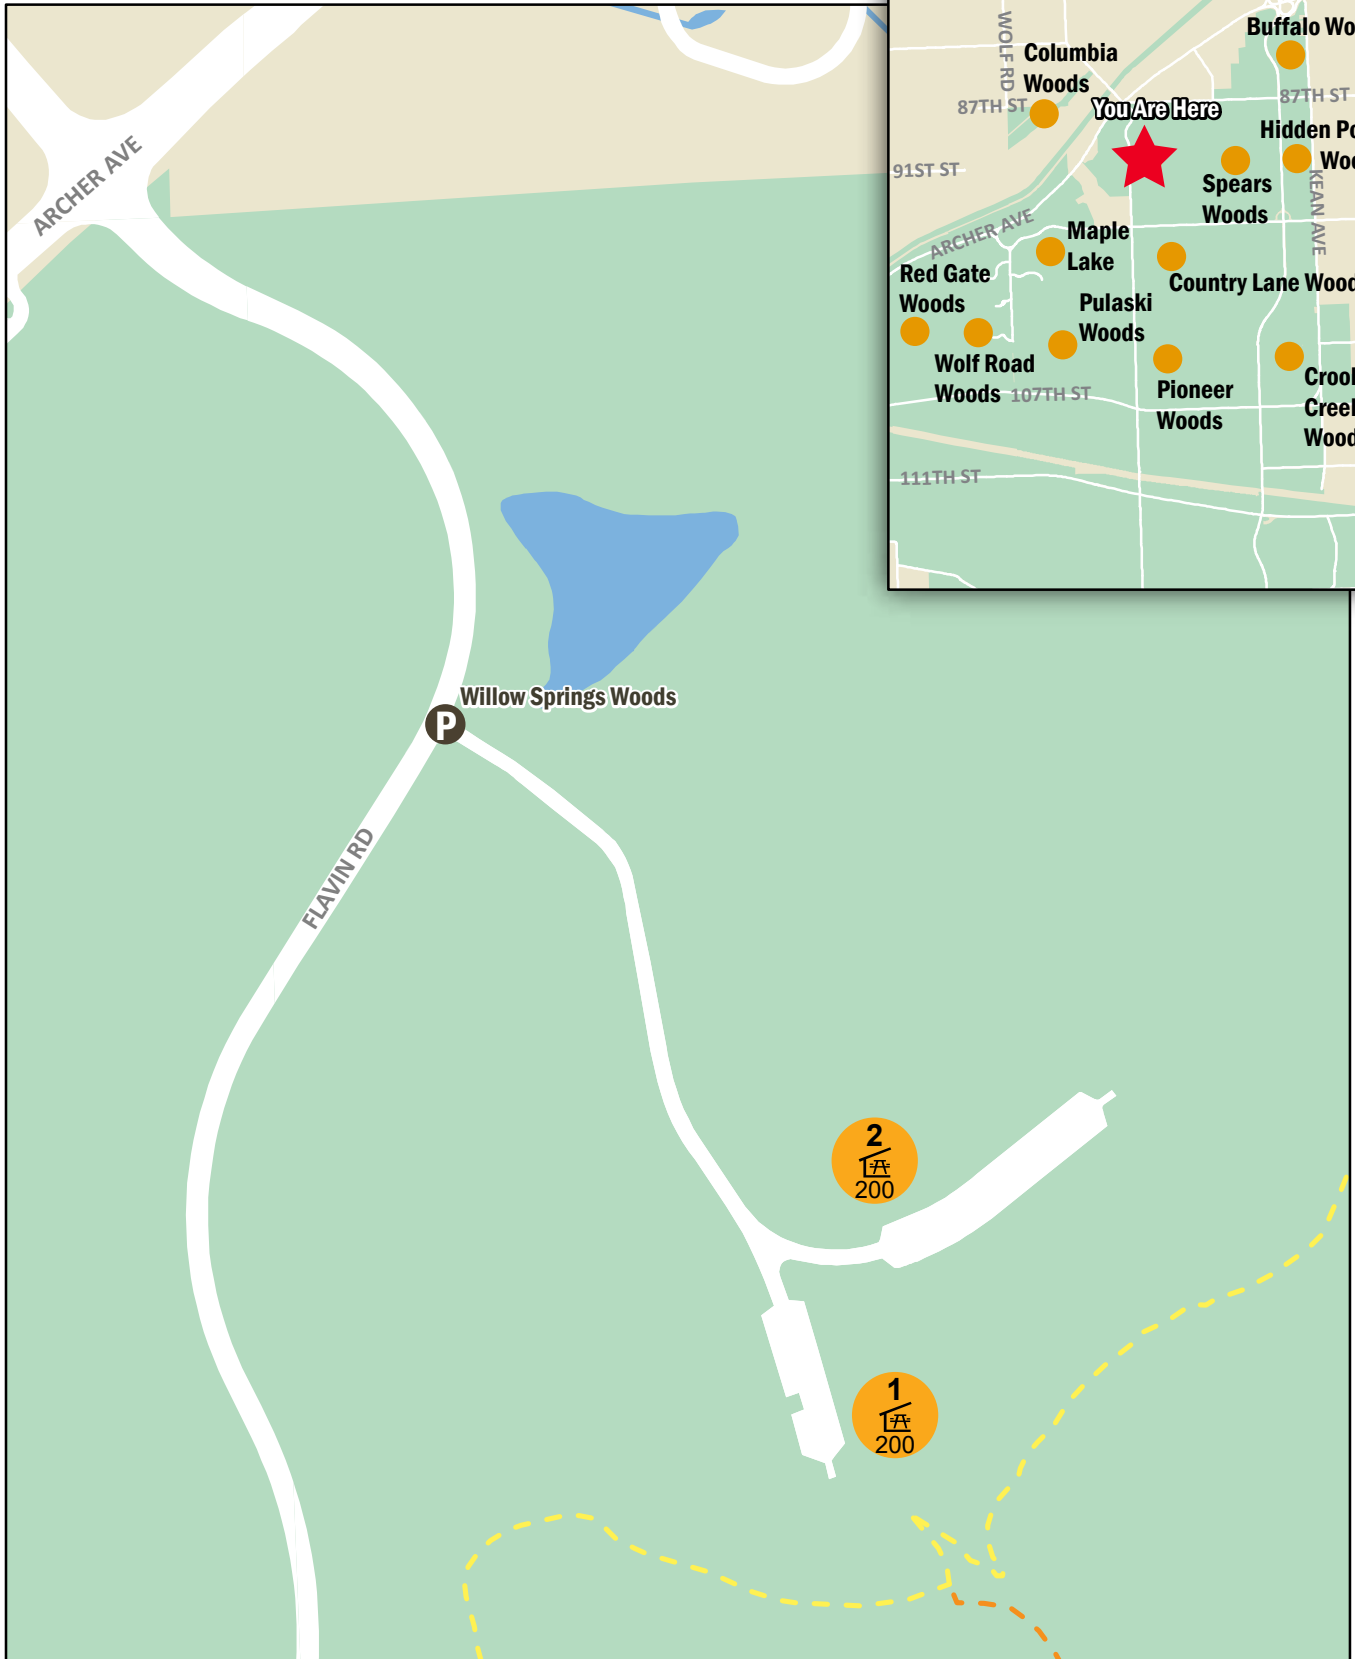 ARCHER AVE
Willow Springs Woods
P
FLAVIN RD
2
200
1
200
WOLF RD
Columbia
Woods
87TH ST
You Are Here
Buffalo Wo
87TH ST
Hidden Po
Woo
91ST ST
Spears
Woods
KEAN AVE
ARCHER AVE
Maple
Lake
Red Gate
Woods
Country Lane Wood
Pulaski
Woods
Wolf Road
Woods
107TH ST
Pioneer
Woods
Crook
Creek
Wood
111TH ST